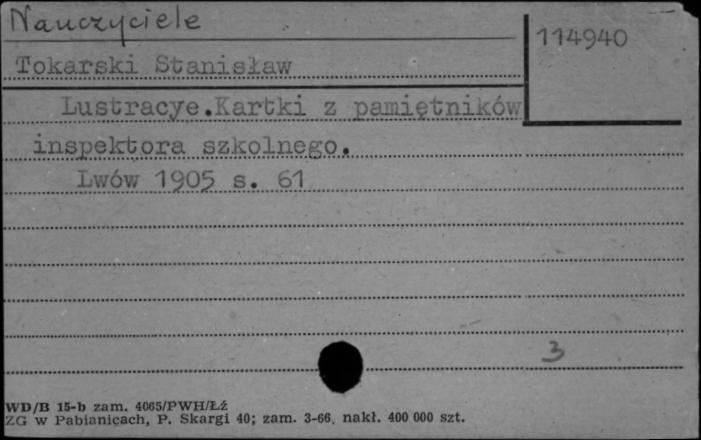 Nauczyciele
114940
Tokarski Stanisław
Lustracye.Kartki z pamiętników
inspektora szkolnego.
Lwów 1905 s. 61
3
WD/B 15-b zam. 4065/PWH/Łź
ZG w Pabianicach, P. Skargi 40; zam. 3-66, nakł. 400 000 szt.